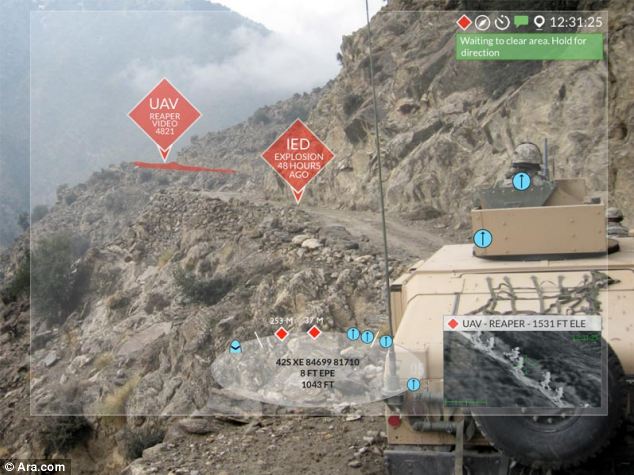 12:31:25
Waiting to clear area. Hold for
direction
UAV
REAPER
VIDEO
4821
IED
EXPLOSION
48 HOURS
AGO
253 M
37 M
42S XE 84699 81710
8 FT EPE
1043 FT
UAV - REAPER - 1531 FT ELE
© Ara.com